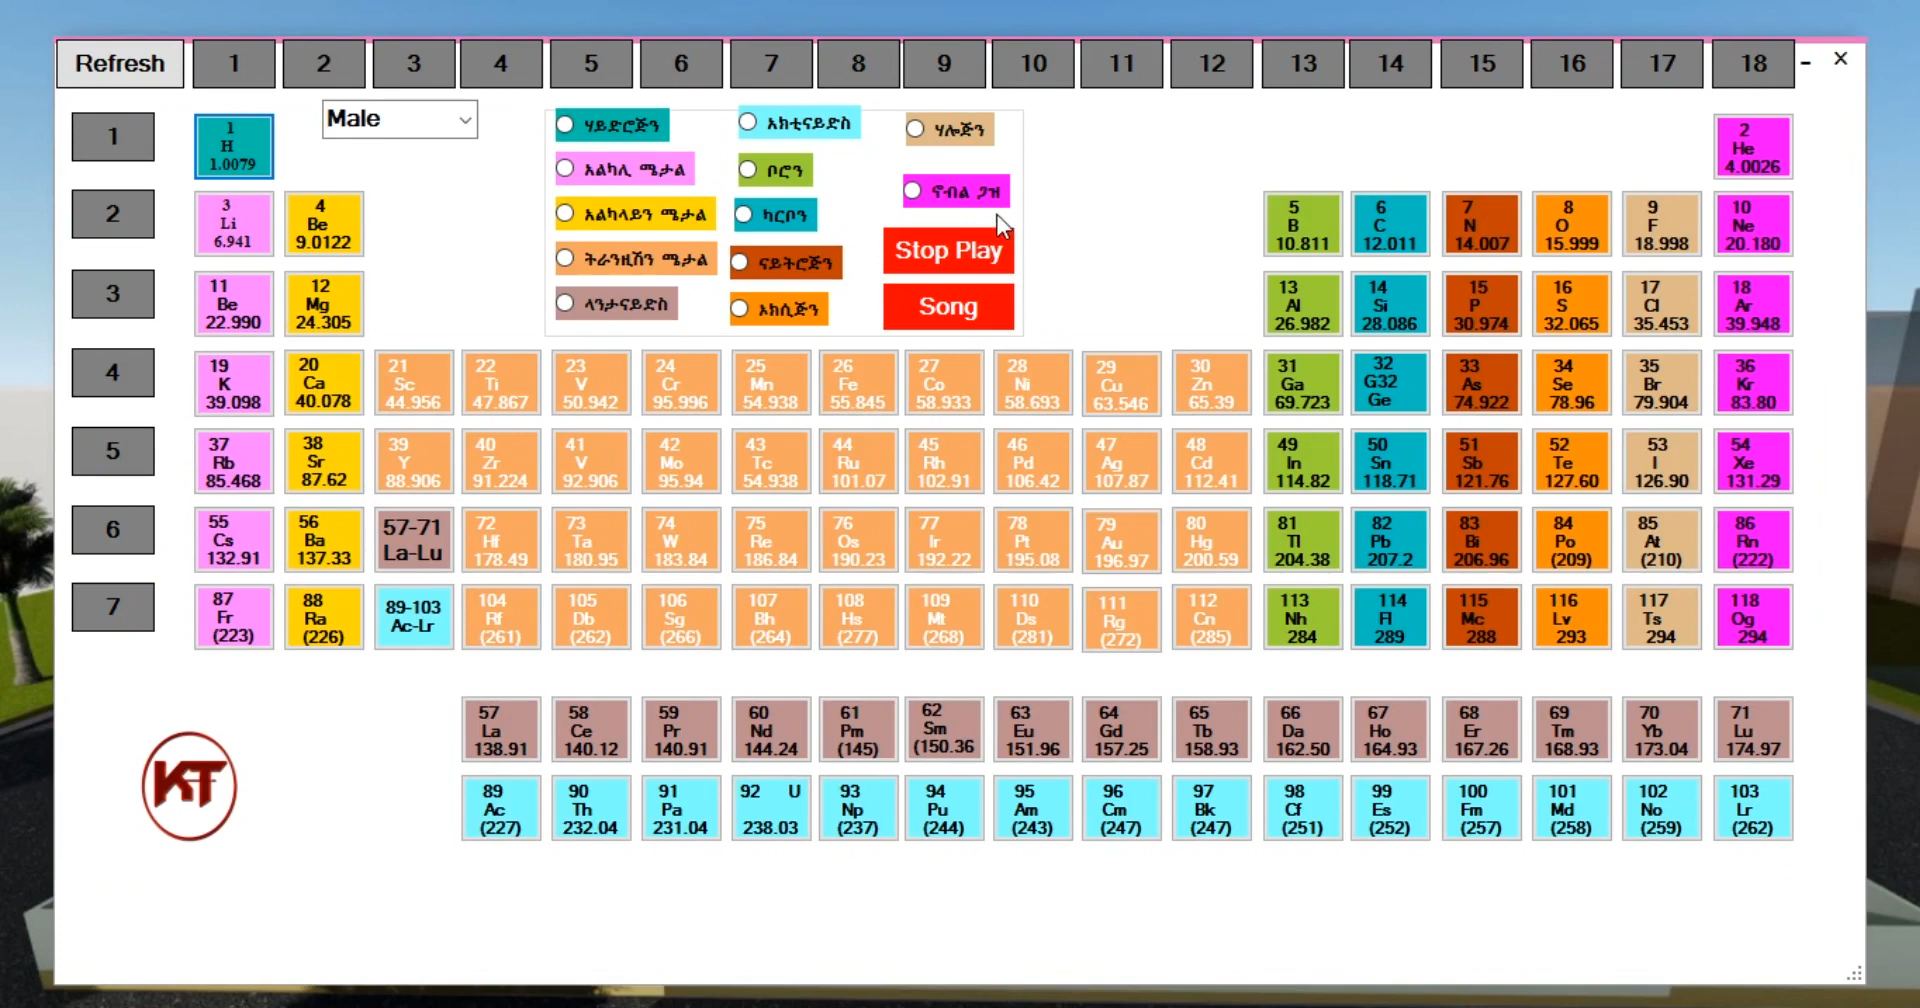 Refresh 1 2 3 4 5 6 7 8 9 10 11 12 13 14 15 16 17 18 - ×
1
2
3
4
5
6
7
Male
ሃይድሮጅን
አልካሊ ሜታል
አልካላይን ሜታል
ትራንዚሽን ሜታል
ላንታናይድስ
አክቲናይድስ
ቦሮን
ካርቦን
ናይትሮጅን
ኦክሲጅን
ሃሎጅን
ኖብል ጋዝ
Stop Play
Song
1 H 1.0079
2 He 4.0026
3 Li 6.941
4 Be 9.0122
5 B 10.811
6 C 12.011
7 N 14.007
8 O 15.999
9 F 18.998
10 Ne 20.180
11 Be 22.990
12 Mg 24.305
13 Al 26.982
14 Si 28.086
15 P 30.974
16 S 32.065
17 Cl 35.453
18 Ar 39.948
19 K 39.098
20 Ca 40.078
21 Sc 44.956
22 Ti 47.867
23 V 50.942
24 Cr 95.996
25 Mn 54.938
26 Fe 55.845
27 Co 58.933
28 Ni 58.693
29 Cu 63.546
30 Zn 65.39
31 Ga 69.723
32 G32 Ge
33 As 74.922
34 Se 78.96
35 Br 79.904
36 Kr 83.80
37 Rb 85.468
38 Sr 87.62
39 Y 88.906
40 Zr 91.224
41 V 92.906
42 Mo 95.94
43 Tc 54.938
44 Ru 101.07
45 Rh 102.91
46 Pd 106.42
47 Ag 107.87
48 Cd 112.41
49 In 114.82
50 Sn 118.71
51 Sb 121.76
52 Te 127.60
53 I 126.90
54 Xe 131.29
55 Cs 132.91
56 Ba 137.33
57-71 La-Lu
72 Hf 178.49
73 Ta 180.95
74 W 183.84
75 Re 186.84
76 Os 190.23
77 Ir 192.22
78 Pt 195.08
79 Au 196.97
80 Hg 200.59
81 Tl 204.38
82 Pb 207.2
83 Bi 206.96
84 Po (209)
85 At (210)
86 Rn (222)
87 Fr (223)
88 Ra (226)
89-103 Ac-Lr
104 Rf (261)
105 Db (262)
106 Sg (266)
107 Bh (264)
108 Hs (277)
109 Mt (268)
110 Ds (281)
111 Rg (272)
112 Cn (285)
113 Nh 284
114 Fl 289
115 Mc 288
116 Lv 293
117 Ts 294
118 Og 294
57 La 138.91
58 Ce 140.12
59 Pr 140.91
60 Nd 144.24
61 Pm (145)
62 Sm (150.36
63 Eu 151.96
64 Gd 157.25
65 Tb 158.93
66 Da 162.50
67 Ho 164.93
68 Er 167.26
69 Tm 168.93
70 Yb 173.04
71 Lu 174.97
89 Ac (227)
90 Th 232.04
91 Pa 231.04
92 U 238.03
93 Np (237)
94 Pu (244)
95 Am (243)
96 Cm (247)
97 Bk (247)
98 Cf (251)
99 Es (252)
100 Fm (257)
101 Md (258)
102 No (259)
103 Lr (262)
KT